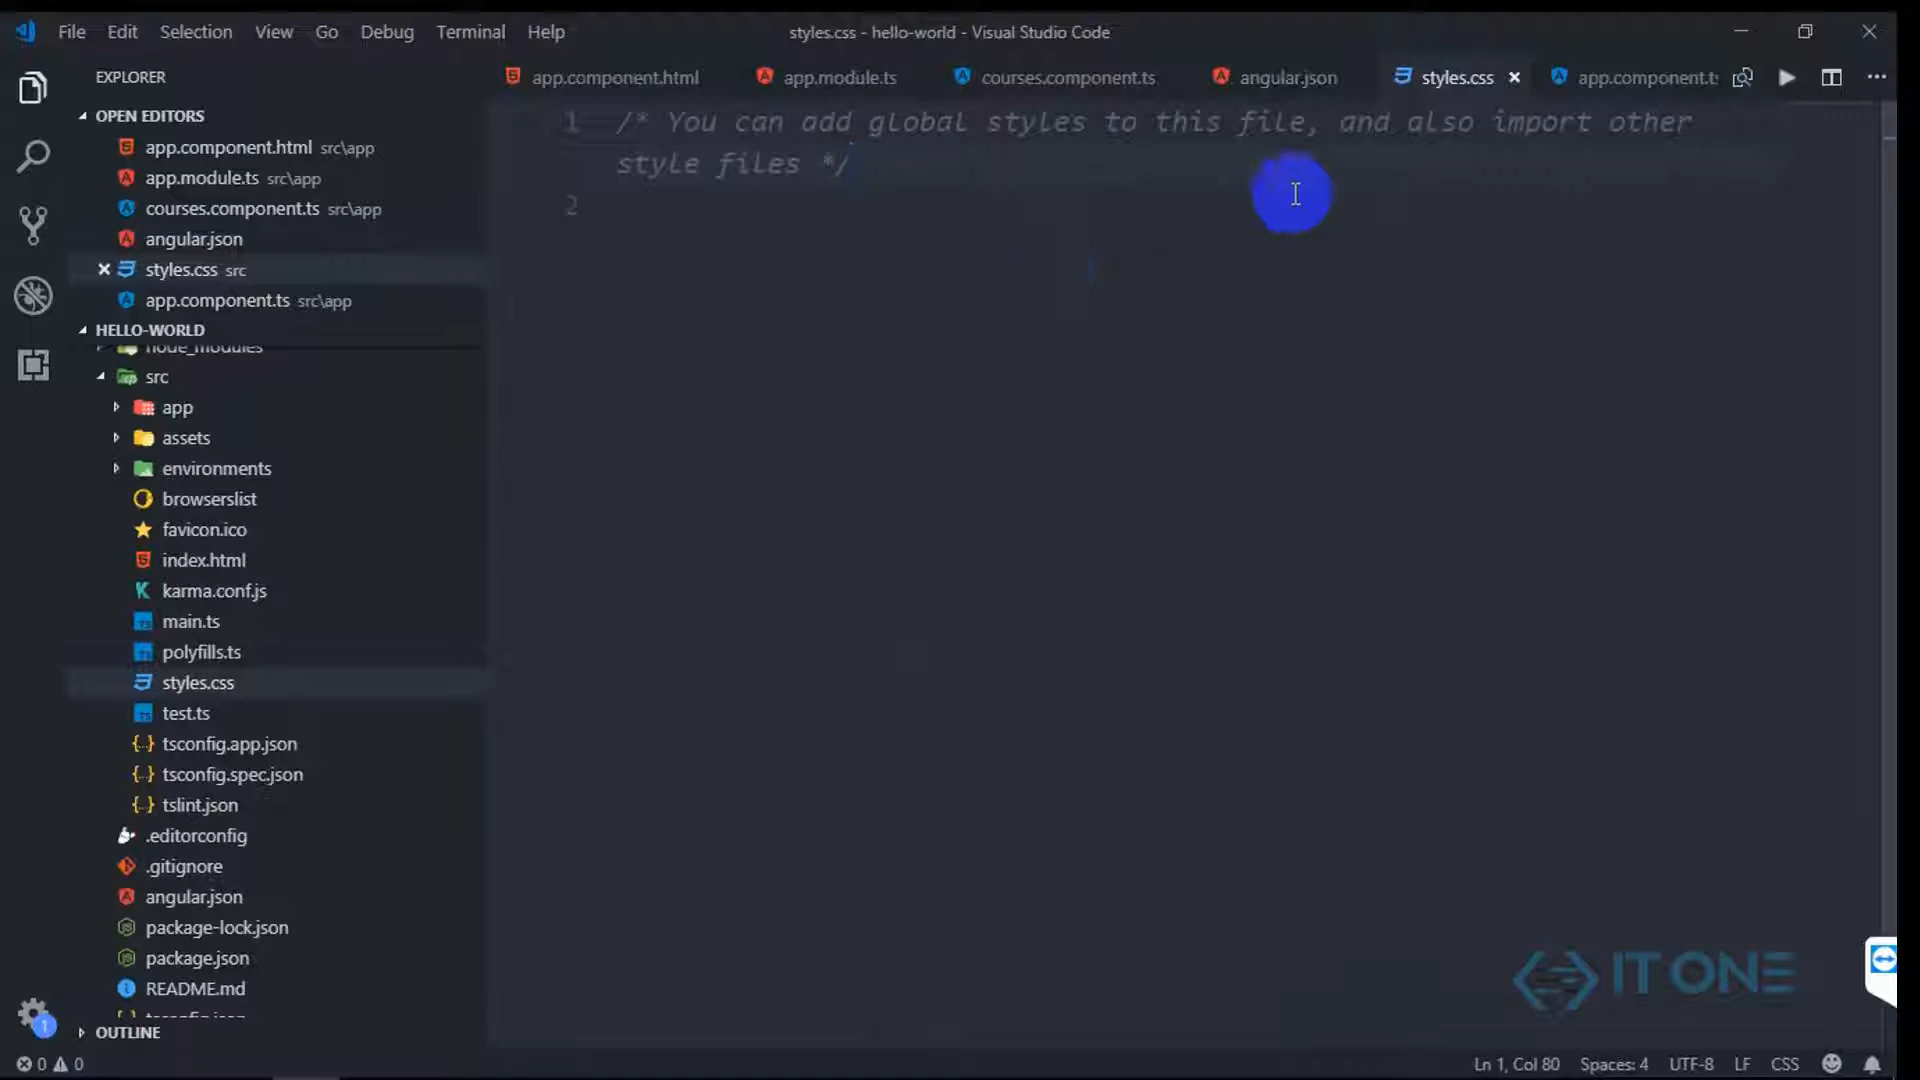 File Edit Selection View Go Debug Terminal Help
styles.css - hello-world - Visual Studio Code
EXPLORER
app.component.html app.module.ts courses.component.ts angular.json styles.css app.component.t
OPEN EDITORS
app.component.html src\app
app.module.ts src\app
courses.component.ts src\app
angular.json
styles.css src
app.component.ts src\app
HELLO-WORLD
node_modules
src
app
assets
environments
browserslist
favicon.ico
index.html
karma.conf.js
main.ts
polyfills.ts
styles.css
test.ts
tsconfig.app.json
tsconfig.spec.json
tslint.json
.editorconfig
.gitignore
angular.json
package-lock.json
package.json
README.md
OUTLINE
1 /* You can add global styles to this file, and also import other
style files */
2
IT ONE
1
0 0
Ln 1, Col 80 Spaces: 4 UTF-8 LF CSS